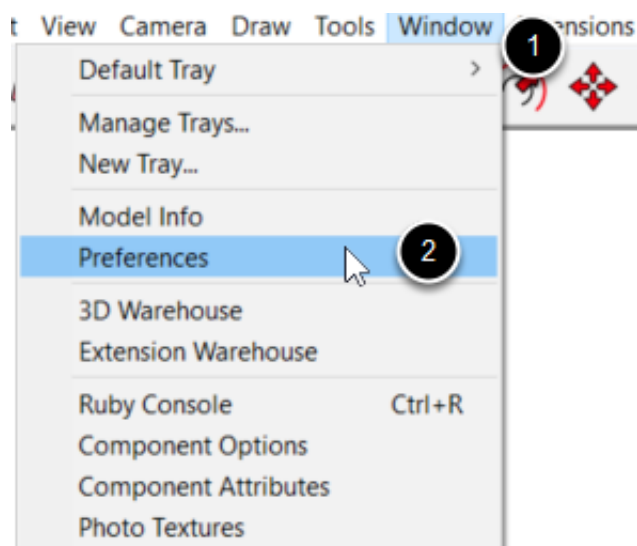 View Camera Draw Tools Window 1
Default Tray >
Manage Trays...
New Tray...
Model Info
Preferences 2
3D Warehouse
Extension Warehouse
Ruby Console Ctrl+R
Component Options
Component Attributes
Photo Textures